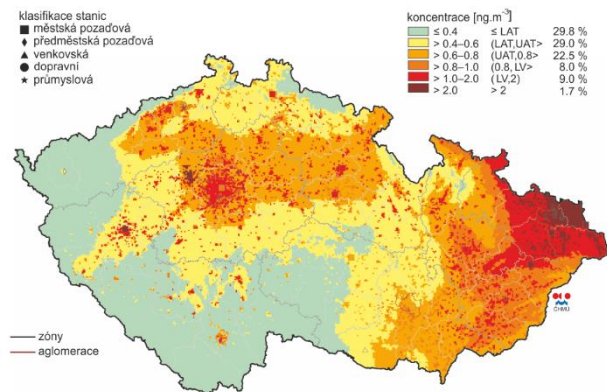 klasifikace stanic
městská pozaďová
předměstská pozaďová
venkovská
dopravní
průmyslová
koncentrace [ng.m⁻³]
≤ 0.4 ≤ LAT 29.8 %
> 0.4–0.6 (LAT,UAT> 29.0 %
> 0.6–0.8 (UAT,0.8> 22.5 %
> 0.8–1.0 (0.8,LV> 8.0 %
> 1.0–2.0 (LV,2) 9.0 %
> 2.0 > 2 1.7 %
ČHMÚ
zóny
aglomerace